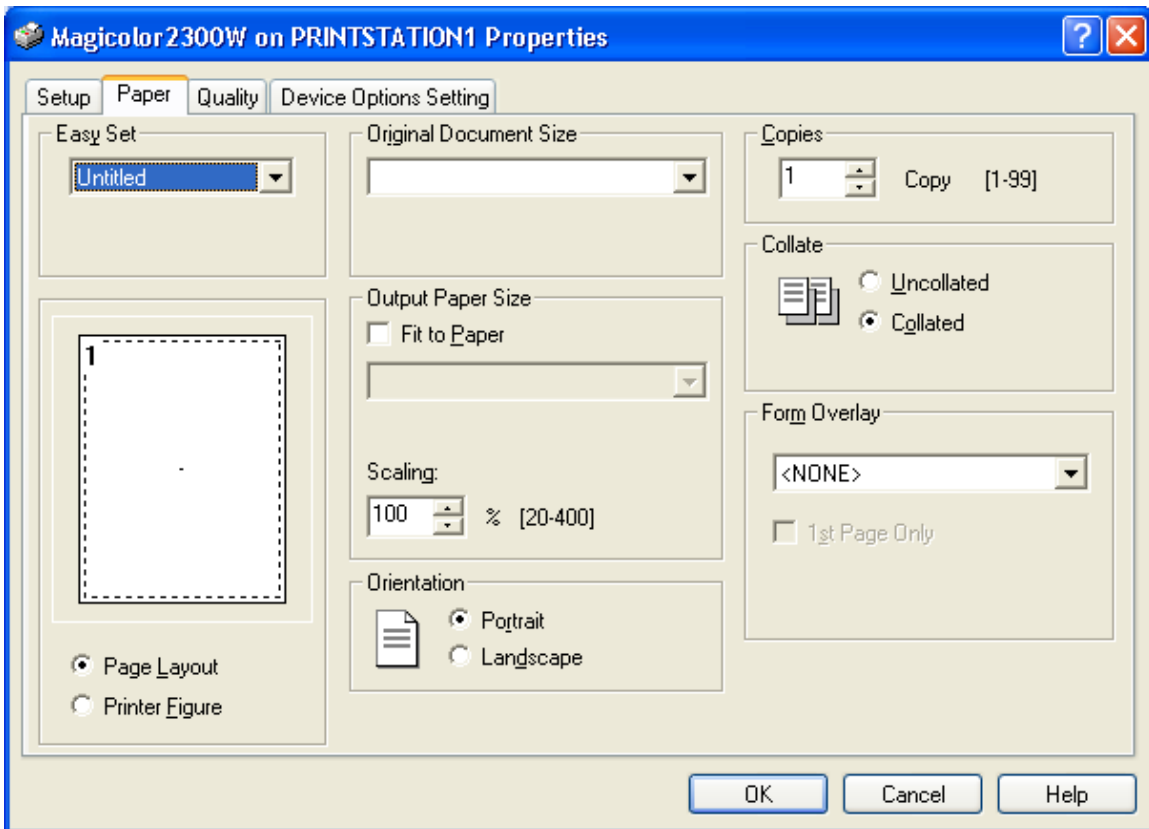 Magicolor2300W on PRINTSTATION1 Properties
Setup
Paper
Quality
Device Options Setting
Easy Set
Untitled
1
Page Layout
Printer Figure
Original Document Size
Output Paper Size
Fit to Paper
Scaling:
100 % [20-400]
Orientation
Portrait
Landscape
Copies
1 Copy [1-99]
Collate
Uncollated
Collated
Form Overlay
<NONE>
1st Page Only
OK
Cancel
Help